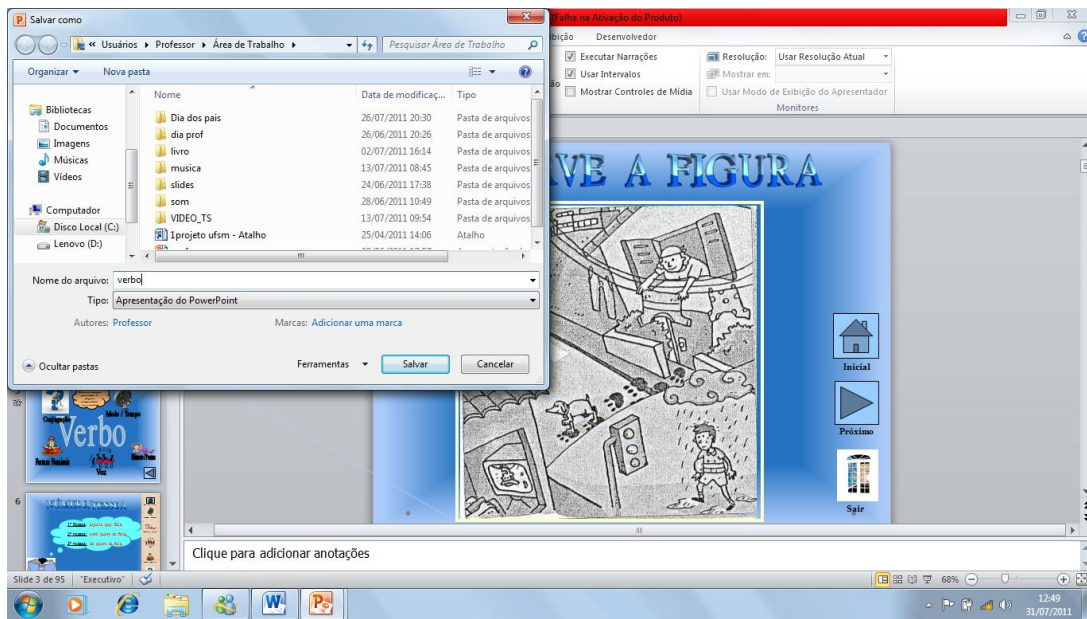 Salvar como
(Falha na Ativação do Produto)
« Usuários ▸ Professor ▸ Área de Trabalho ▸
Pesquisar Área de Trabalho
Organizar
Nova pasta
Bibliotecas
Documentos
Imagens
Músicas
Vídeos
Computador
Disco Local (C:)
Lenovo (D:)
Nome Data de modificaç... Tipo
Dia dos pais 26/07/2011 20:30 Pasta de arquivos
dia prof 26/06/2011 20:26 Pasta de arquivos
livro 02/07/2011 16:14 Pasta de arquivos
musica 13/07/2011 08:45 Pasta de arquivos
slides 24/06/2011 17:38 Pasta de arquivos
som 28/06/2011 10:49 Pasta de arquivos
VIDEO_TS 13/07/2011 09:54 Pasta de arquivos
1projeto ufsm - Atalho 25/04/2011 14:06 Atalho
Nome do arquivo: verbo
Tipo: Apresentação do PowerPoint
Autores: Professor
Marcas: Adicionar uma marca
Ocultar pastas
Ferramentas
Salvar
Cancelar
bição Desenvolvedor
Executar Narrações
Usar Intervalos
ão
Mostrar Controles de Mídia
Resolução: Usar Resolução Atual
Mostrar em:
Usar Modo de Exibição do Apresentador
Monitores
VE A FIGURA
Inicial
Próximo
Sair
Conjugação
Modo / Tempo
Verbo
Formas Nominais
Voz
6
Clique para adicionar anotações
Slide 3 de 95
"Executivo"
68%
12:49
31/07/2011